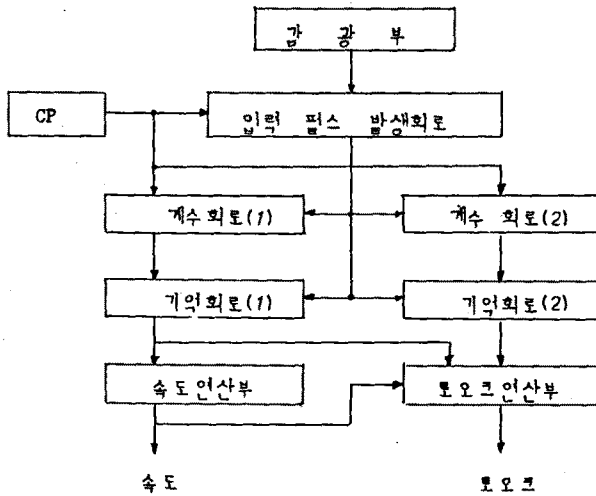 감 광 부
CP
입력 펄스 발생회로
계수회로(1)
계수 회로(2)
기억회로(1)
기억회로(2)
속도연산부
토오크연산부
속도
토오크